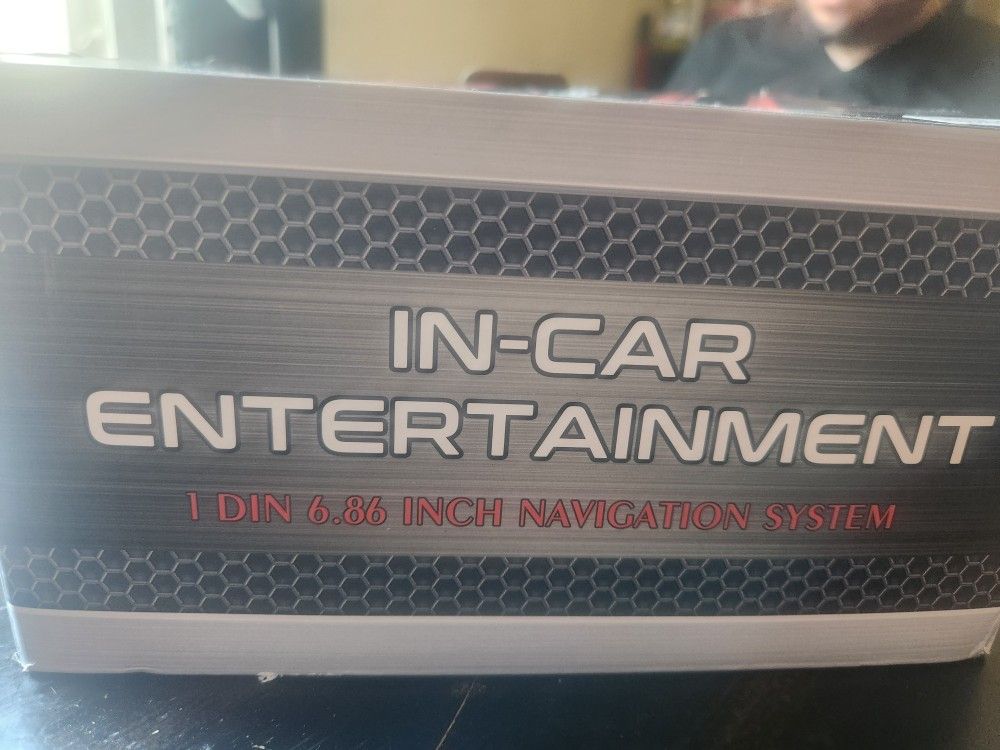 IN-CAR
ENTERTAINMENT
1 DIN 6.86 INCH NAVIGATION SYSTEM